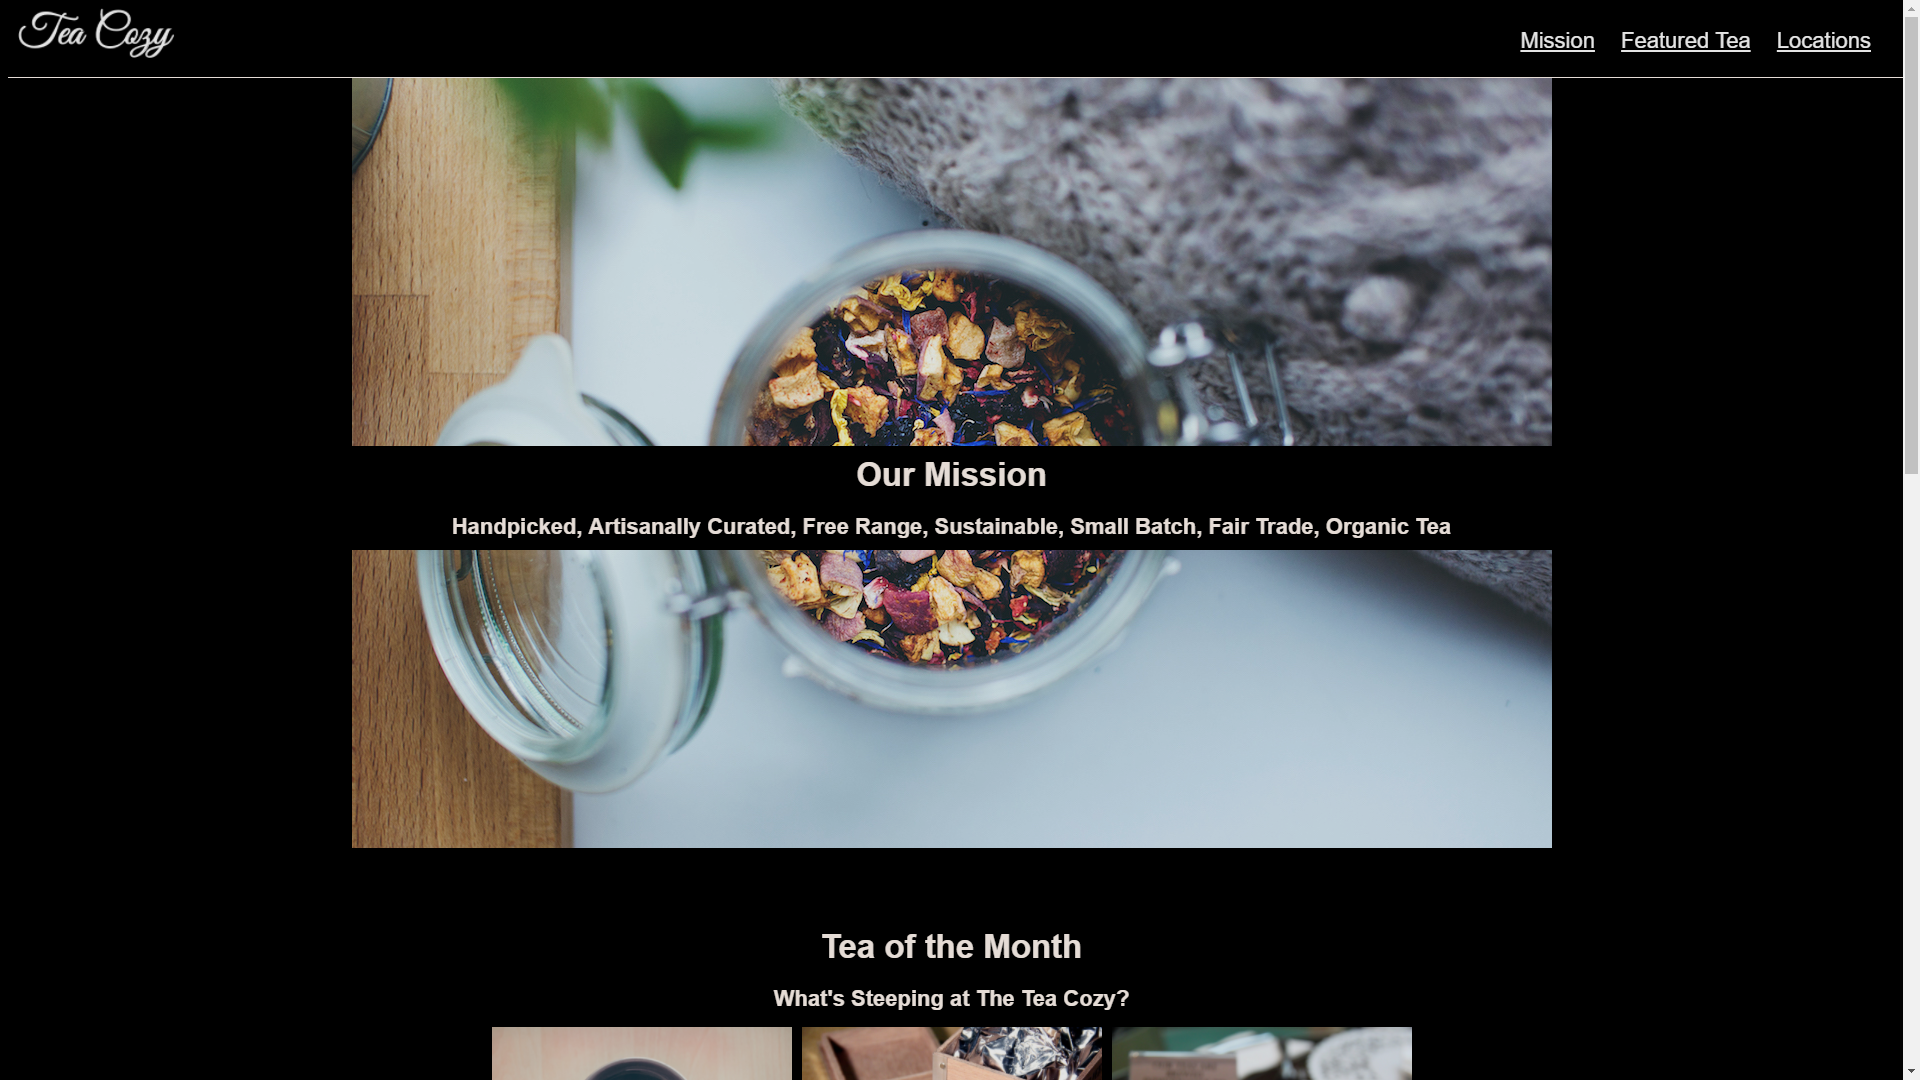 Tea Cozy
Mission Featured Tea Locations
Our Mission
Handpicked, Artisanally Curated, Free Range, Sustainable, Small Batch, Fair Trade, Organic Tea
Tea of the Month
What's Steeping at The Tea Cozy?